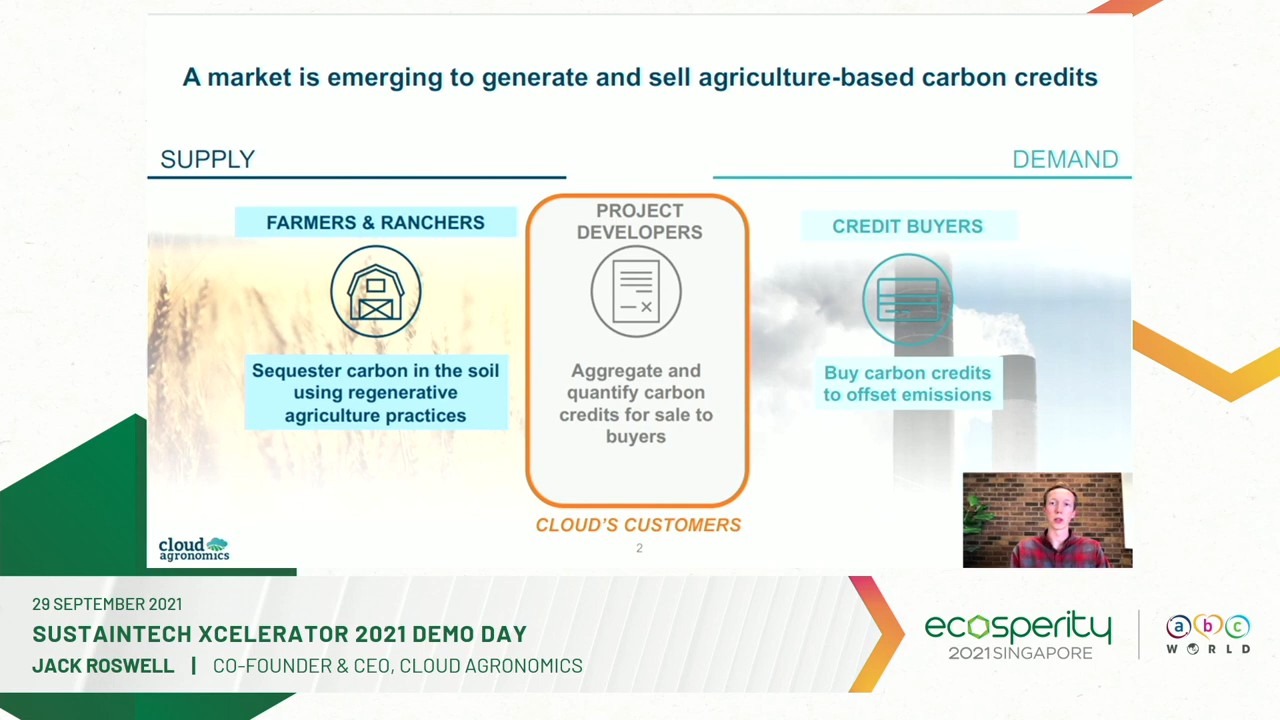 A market is emerging to generate and sell agriculture-based carbon credits
SUPPLY
DEMAND
FARMERS & RANCHERS
Sequester carbon in the soil
using regenerative
agriculture practices
PROJECT
DEVELOPERS
Aggregate and
quantify carbon
credits for sale to
buyers
CREDIT BUYERS
Buy carbon credits
to offset emissions
CLOUD'S CUSTOMERS
2
cloud
agronomics
29 SEPTEMBER 2021
SUSTAINTECH XCELERATOR 2021 DEMO DAY
JACK ROSWELL | CO-FOUNDER & CEO, CLOUD AGRONOMICS
ecosperity
2021 SINGAPORE
abc
WORLD